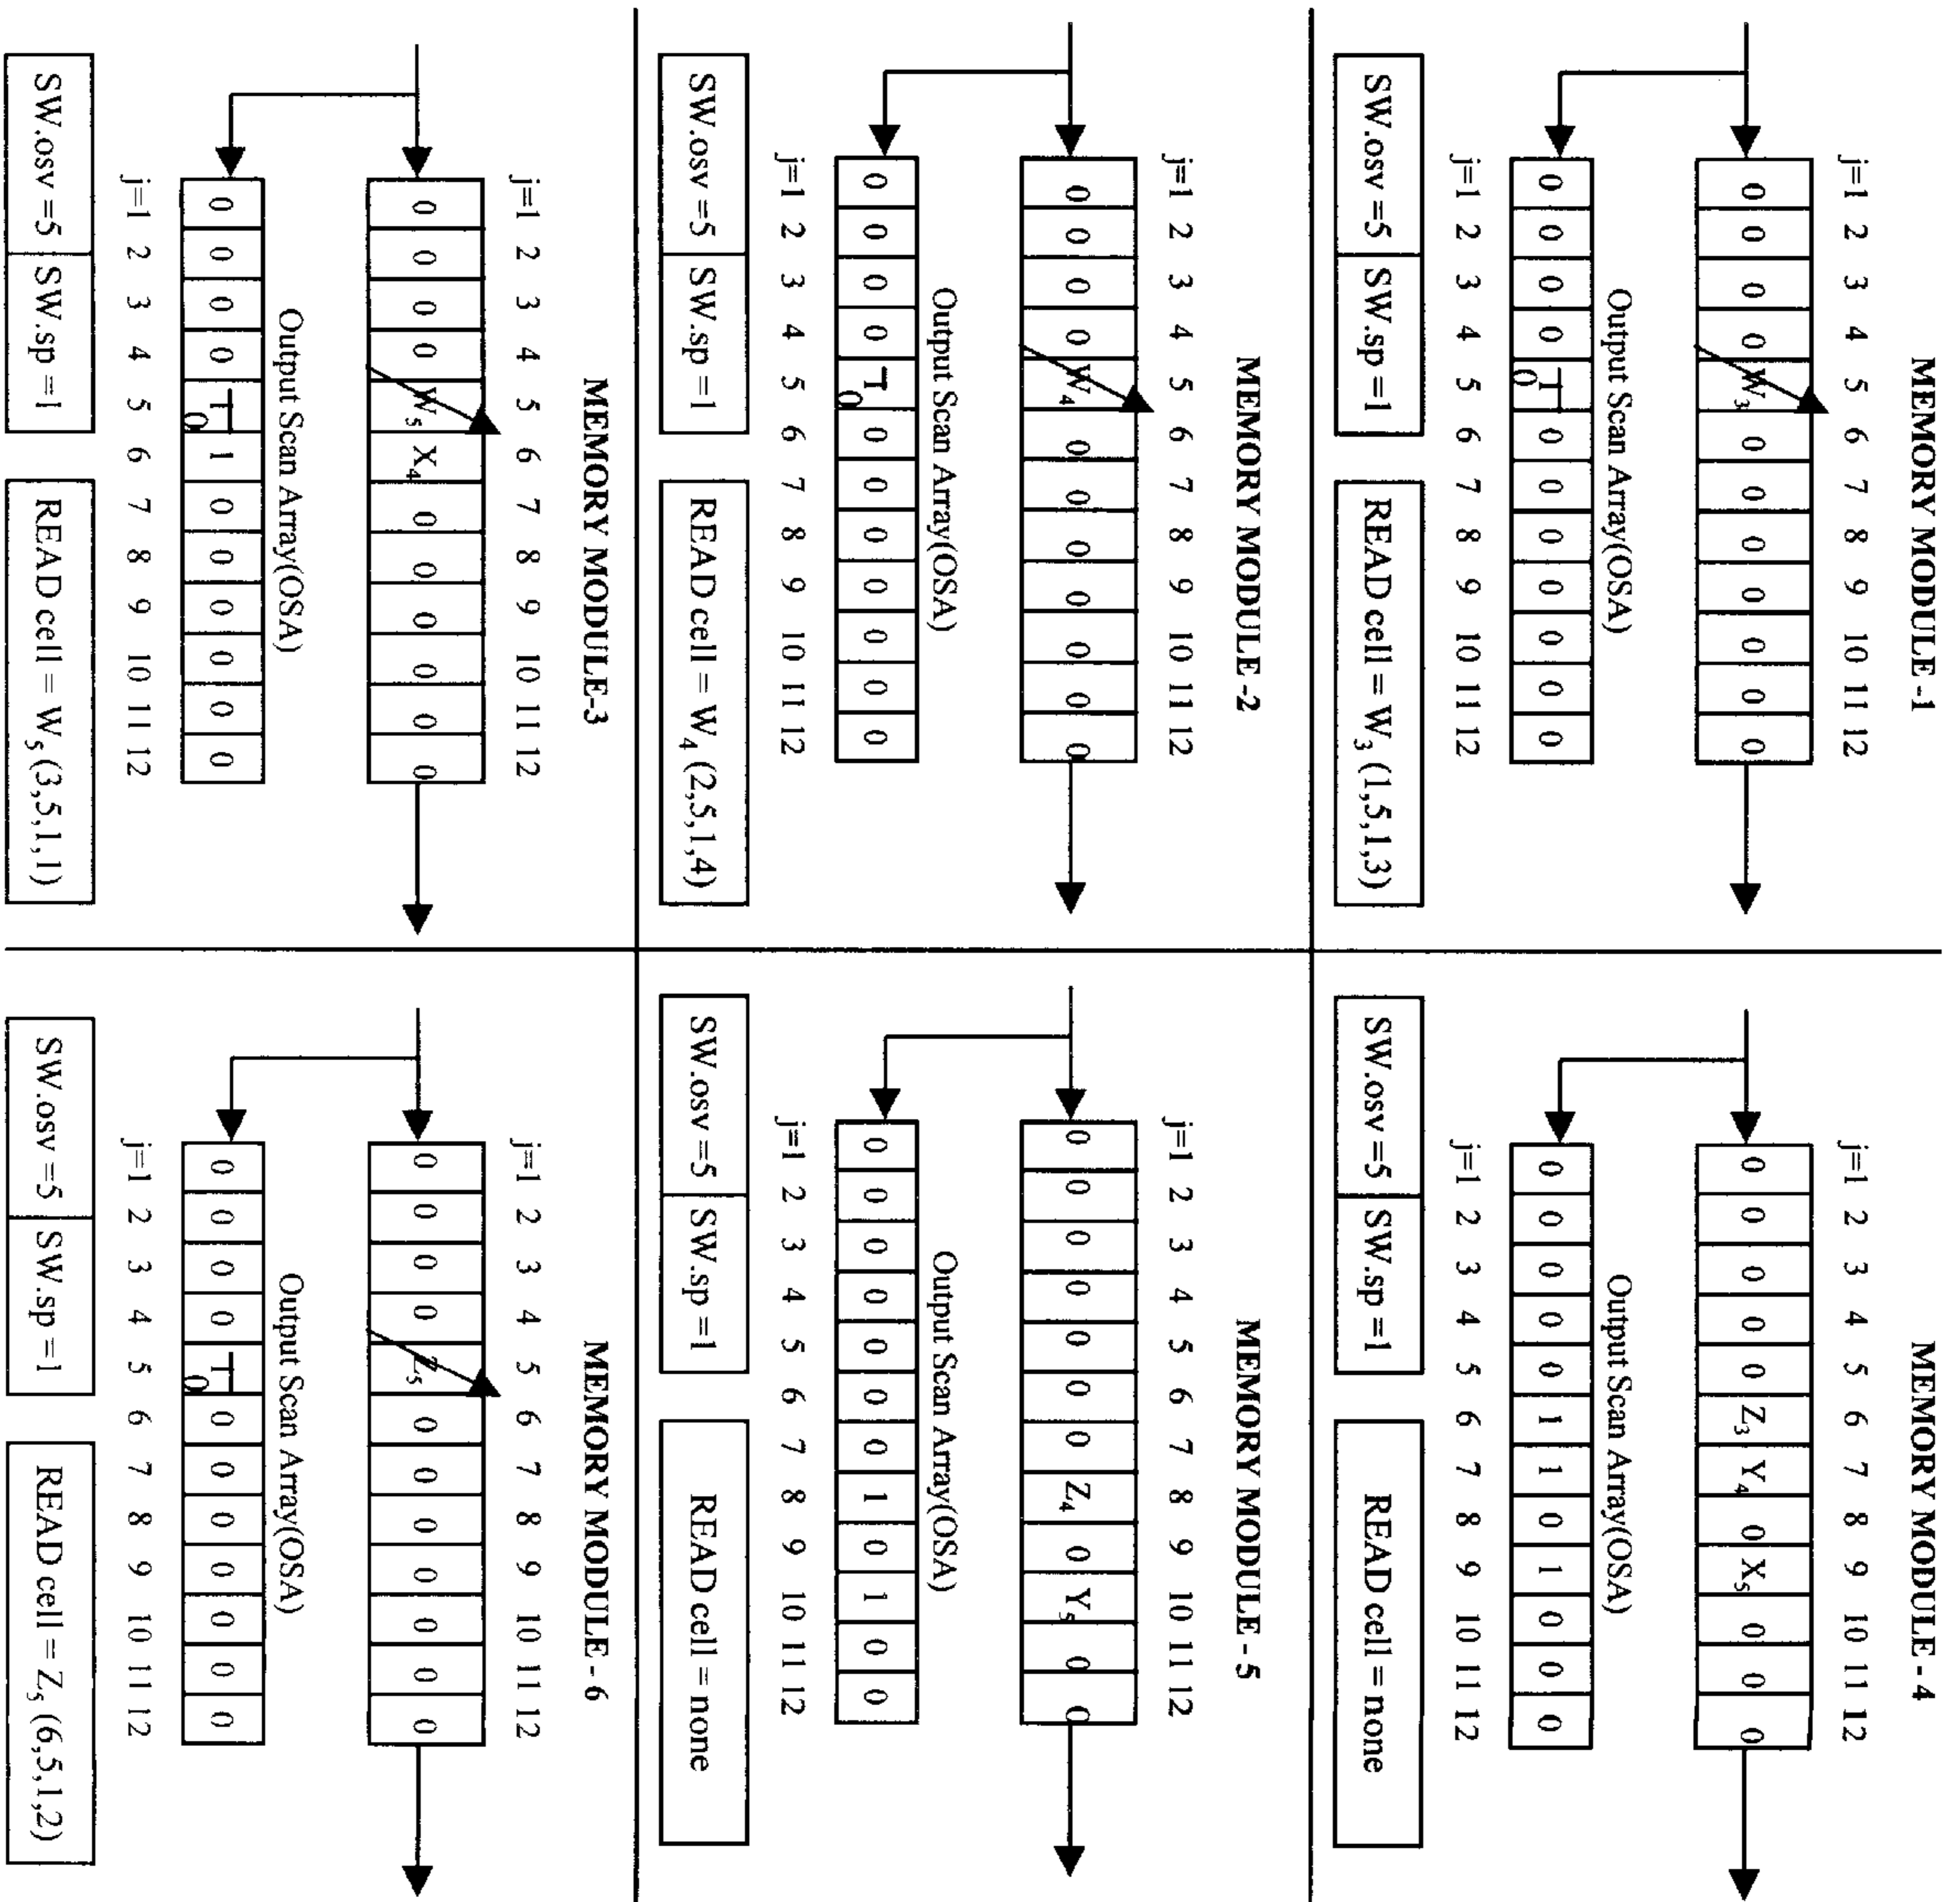 MEMORY MODULE -1
j=1 2 3 4 5 6 7 8 9 10 11 12
0 0 0 0 W3 0 0 0 0 0 0 0
Output Scan Array(OSA)
0 0 0 0 1 0 0 0 0 0 0 0
0
j=1 2 3 4 5 6 7 8 9 10 11 12
SW.osv =5 SW.sp =1 READ cell = W3 (1,5,1,3)
MEMORY MODULE - 4
j=1 2 3 4 5 6 7 8 9 10 11 12
0 0 0 0 0 Z3 Y4 0 X5 0 0 0
Output Scan Array(OSA)
0 0 0 0 0 1 1 0 1 0 0 0
j=1 2 3 4 5 6 7 8 9 10 11 12
SW.osv =5 SW.sp =1 READ cell = none
MEMORY MODULE -2
j=1 2 3 4 5 6 7 8 9 10 11 12
0 0 0 0 W4 0 0 0 0 0 0 0
Output Scan Array(OSA)
0 0 0 0 1 0 0 0 0 0 0 0
0
j=1 2 3 4 5 6 7 8 9 10 11 12
SW.osv =5 SW.sp =1 READ cell = W4 (2,5,1,4)
MEMORY MODULE - 5
j=1 2 3 4 5 6 7 8 9 10 11 12
0 0 0 0 0 0 0 Z4 0 Y5 0 0
Output Scan Array(OSA)
0 0 0 0 0 0 0 1 0 1 0 0
j=1 2 3 4 5 6 7 8 9 10 11 12
SW.osv =5 SW.sp =1 READ cell = none
MEMORY MODULE-3
j=1 2 3 4 5 6 7 8 9 10 11 12
0 0 0 0 W5 X4 0 0 0 0 0 0
Output Scan Array(OSA)
0 0 0 0 1 1 0 0 0 0 0 0
0
j=1 2 3 4 5 6 7 8 9 10 11 12
SW.osv =5 SW.sp =1 READ cell = W5 (3,5,1,1)
MEMORY MODULE - 6
j=1 2 3 4 5 6 7 8 9 10 11 12
0 0 0 0 Z5 0 0 0 0 0 0 0
Output Scan Array(OSA)
0 0 0 0 1 0 0 0 0 0 0 0
0
j=1 2 3 4 5 6 7 8 9 10 11 12
SW.osv =5 SW.sp =1 READ cell = Z5 (6,5,1,2)